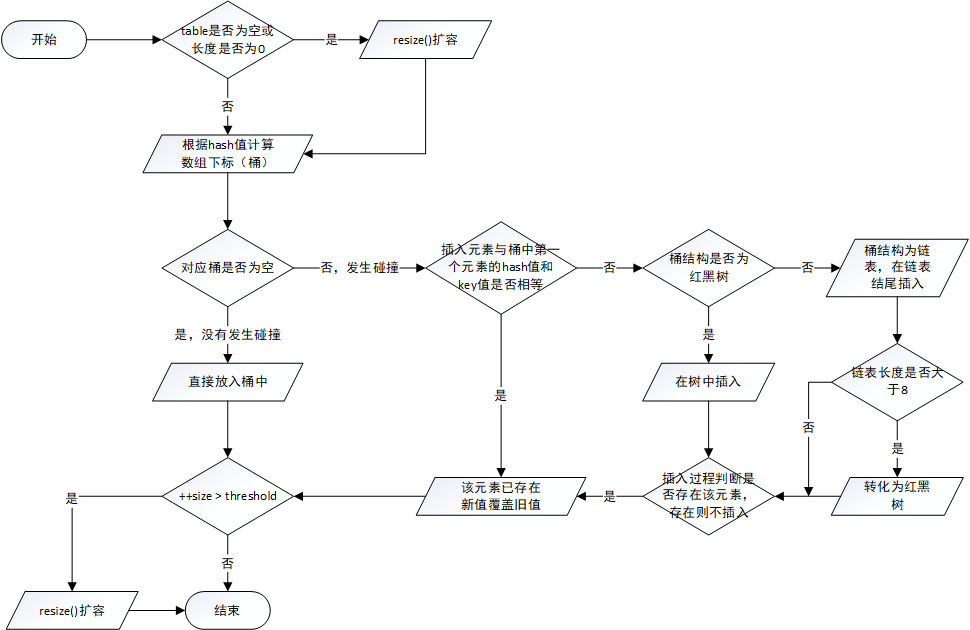 开始
table是否为空或
长度是否为0
是
resize()扩容
否
根据hash值计算
数组下标（桶）
对应桶是否为空
否，发生碰撞
插入元素与桶中第一
个元素的hash值和
key值是否相等
否
桶结构是否为
红黑树
否
桶结构为链
表，在链表
结尾插入
是，没有发生碰撞
是
直接放入桶中
在树中插入
链表长度是否大
于8
是
否
是
++size > threshold
是
该元素已存在
新值覆盖旧值
是
插入过程判断是
否存在该元素，
存在则不插入
转化为红黑
树
否
resize()扩容
结束